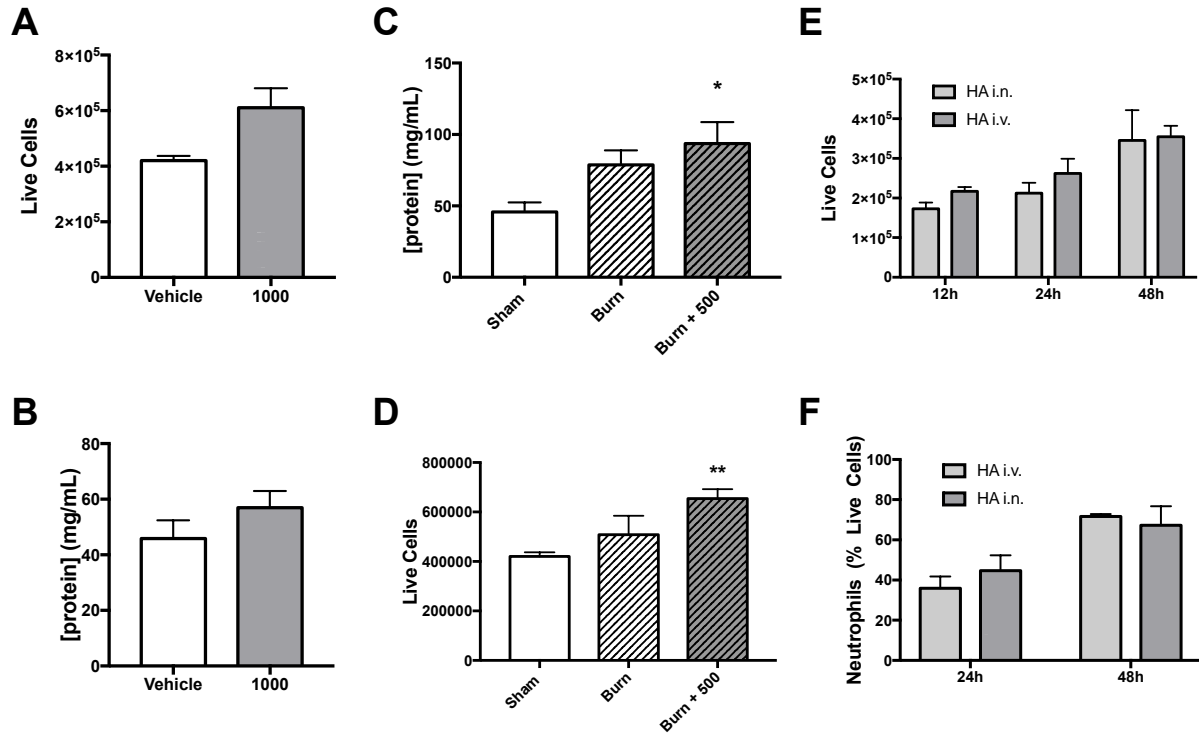 A
8×10⁵
6×10⁵
4×10⁵
2×10⁵
0
Live Cells
Vehicle 1000
B
80
60
40
20
0
[protein] (mg/mL)
Vehicle 1000
C
150
100
50
0
[protein] (mg/mL)
*
Sham Burn Burn + 500
D
800000
600000
400000
200000
0
Live Cells
**
Sham Burn Burn + 500
E
5×10⁵
4×10⁵
3×10⁵
2×10⁵
1×10⁵
0
Live Cells
HA i.n.
HA i.v.
12h 24h 48h
F
100
80
60
40
20
0
Neutrophils (% Live Cells)
HA i.v.
HA i.n.
24h 48h